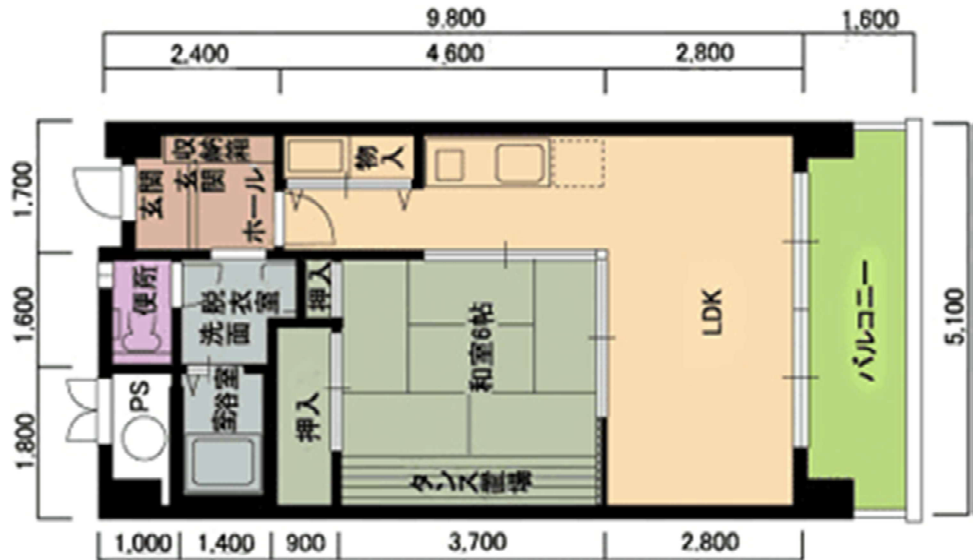 9,800
1,600
2,400
4,600
2,800
1,700
1,600
1,800
5,100
収納箱
玄関
玄関
ホール
物入
便所
脱衣室
洗面
押入
和室6帖
LDK
バルコニー
PS
室浴室
押入
タンス置場
1,000
1,400
900
3,700
2,800